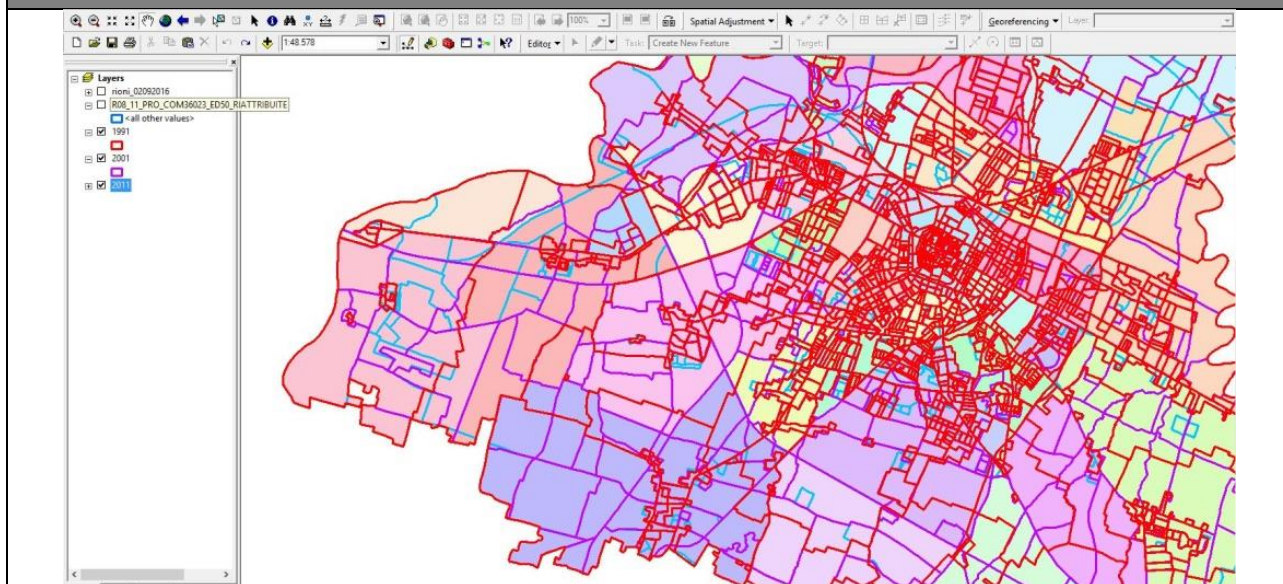 100%
Spatial Adjustment
Georeferencing
Layer:
1:48.578
Editor
Task:
Create New Feature
Target:
Layers
rioni_02092016
R08_11_PRO_COM36023_ED50_RIATTRIBUITE
<all other values>
1991
2001
2011